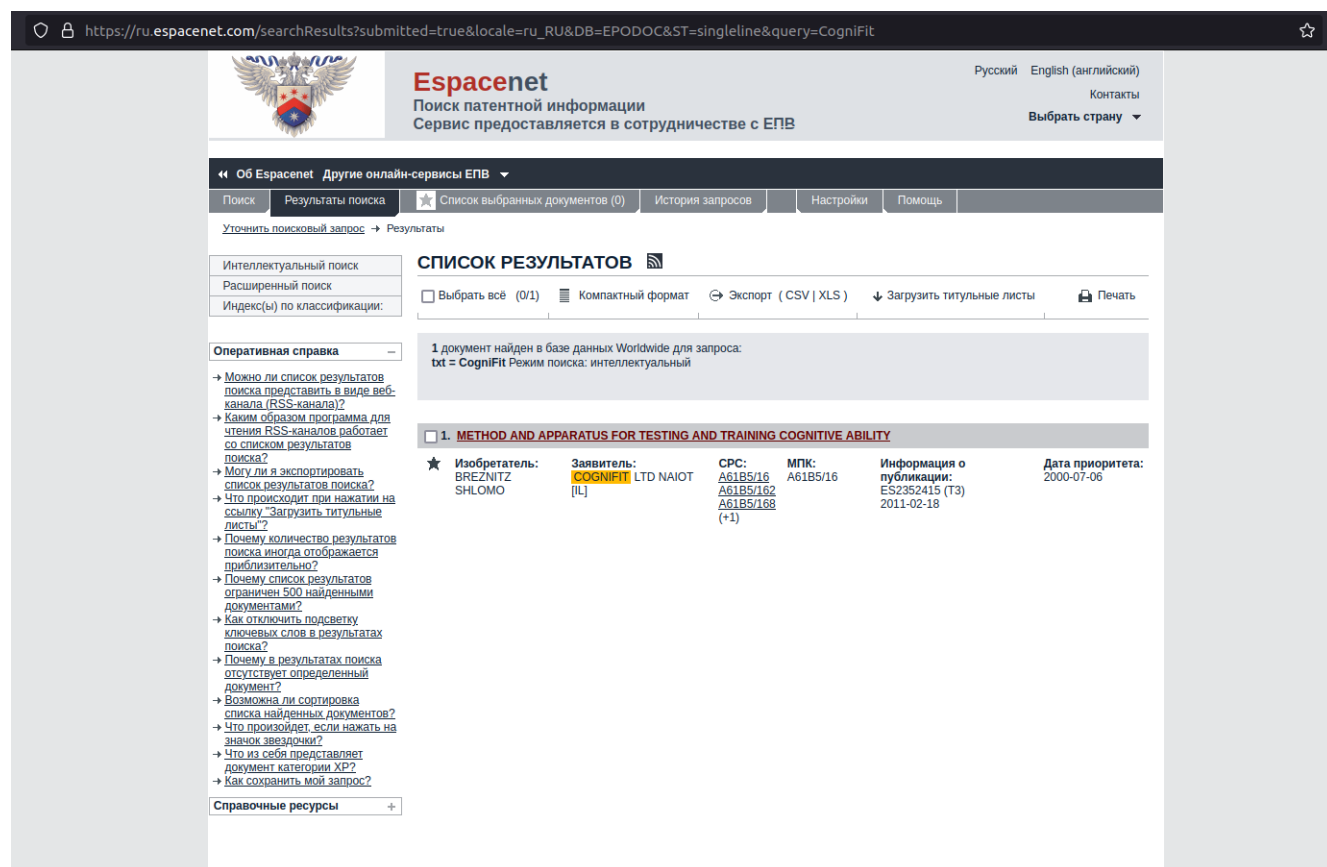 https://ru.espacenet.com/searchResults?submitted=true&locale=ru_RU&DB=EPODOC&ST=singleline&query=CogniFit
Espacenet
Поиск патентной информации
Сервис предоставляется в сотрудничестве с ЕПВ
Русский English (английский)
Контакты
Выбрать страну
Об Espacenet Другие онлайн-сервисы ЕПВ
Поиск Результаты поиска Список выбранных документов (0) История запросов Настройки Помощь
Уточнить поисковый запрос → Результаты
Интеллектуальный поиск
Расширенный поиск
Индекс(ы) по классификации:
Оперативная справка –
→ Можно ли список результатов
поиска представить в виде веб-
канала (RSS-канала)?
→ Каким образом программа для
чтения RSS-каналов работает
со списком результатов
поиска?
→ Могу ли я экспортировать
список результатов поиска?
→ Что происходит при нажатии на
ссылку "Загрузить титульные
листы"?
→ Почему количество результатов
поиска иногда отображается
приблизительно?
→ Почему список результатов
ограничен 500 найденными
документами?
→ Как отключить подсветку
ключевых слов в результатах
поиска?
→ Почему в результатах поиска
отсутствует определенный
документ?
→ Возможна ли сортировка
списка найденных документов?
→ Что произойдет, если нажать на
значок звездочки?
→ Что из себя представляет
документ категории XP?
→ Как сохранить мой запрос?
Справочные ресурсы +
СПИСОК РЕЗУЛЬТАТОВ
Выбрать всё (0/1) Компактный формат Экспорт ( CSV | XLS ) Загрузить титульные листы Печать
1 документ найден в базе данных Worldwide для запроса:
txt = CogniFit Режим поиска: интеллектуальный
1. METHOD AND APPARATUS FOR TESTING AND TRAINING COGNITIVE ABILITY
Изобретатель:
BREZNITZ
SHLOMO
Заявитель:
COGNIFIT LTD NAIOT
[IL]
CPC:
A61B5/16
A61B5/162
A61B5/168
(+1)
МПК:
A61B5/16
Информация о
публикации:
ES2352415 (T3)
2011-02-18
Дата приоритета:
2000-07-06